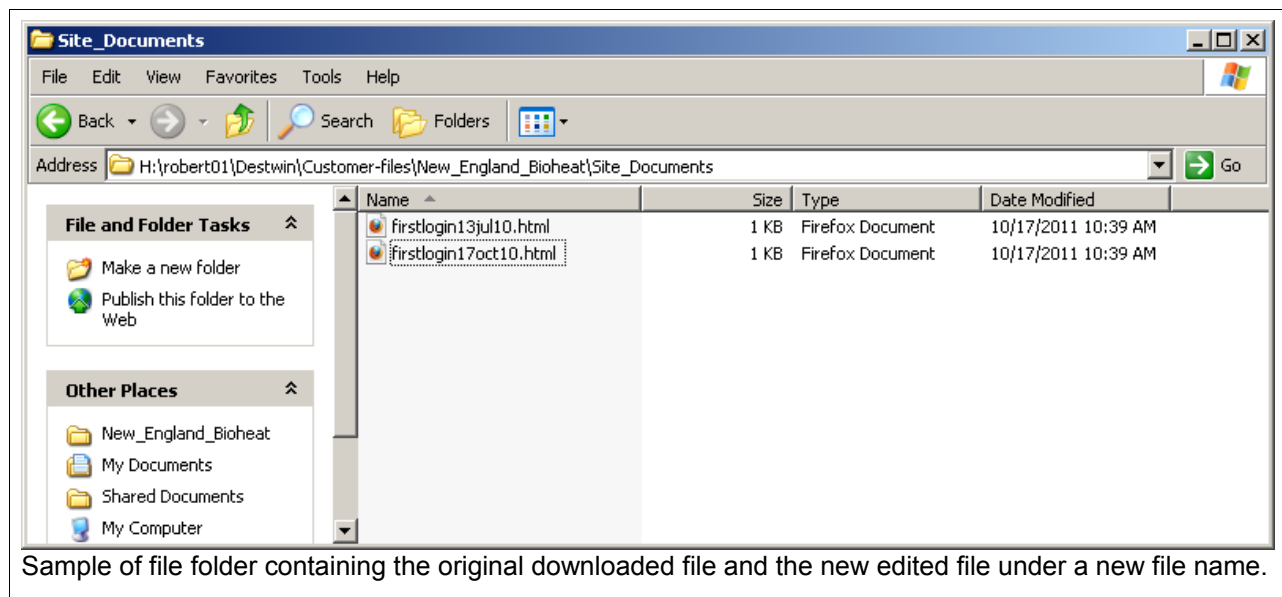 Site_Documents
File Edit View Favorites Tools Help
Back Search Folders
Address H:\robert01\Destwin\Customer-files\New_England_Bioheat\Site_Documents Go
File and Folder Tasks
Make a new folder
Publish this folder to the
Web
Other Places
New_England_Bioheat
My Documents
Shared Documents
My Computer
Name Size Type Date Modified
firstlogin13jul10.html 1 KB Firefox Document 10/17/2011 10:39 AM
firstlogin17oct10.html 1 KB Firefox Document 10/17/2011 10:39 AM
Sample of file folder containing the original downloaded file and the new edited file under a new file name.